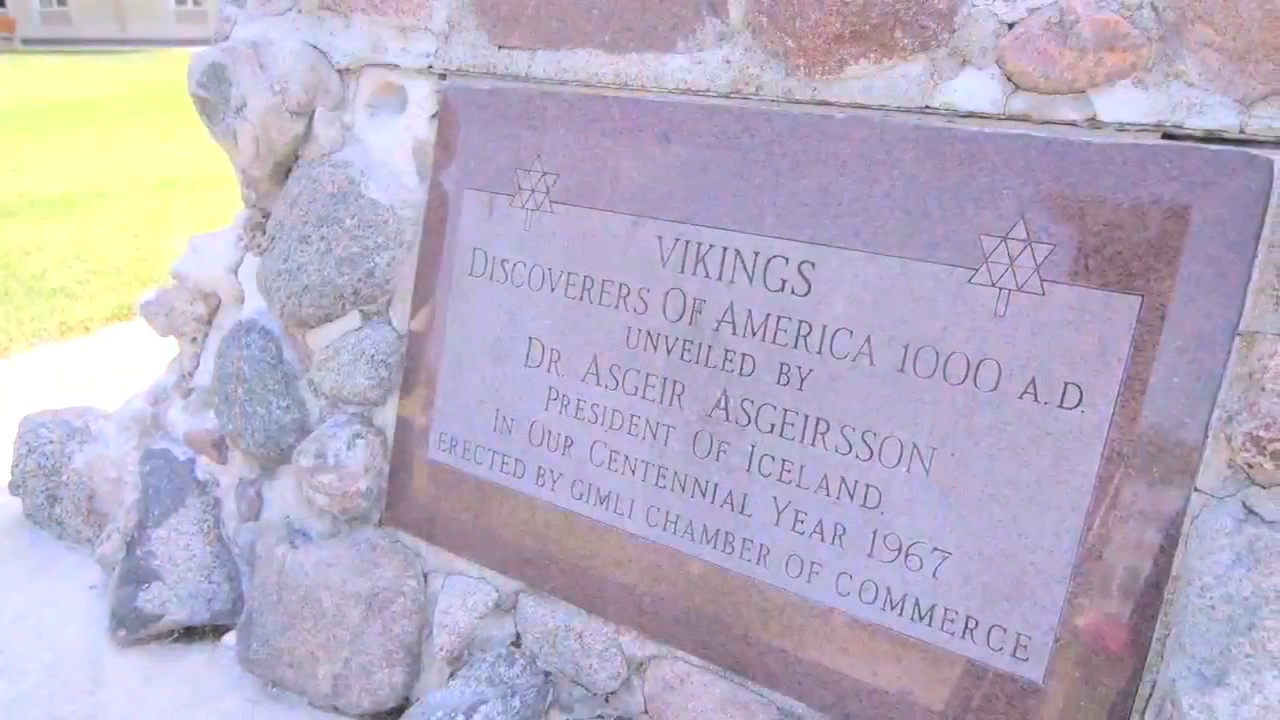 VIKINGS
DISCOVERERS OF AMERICA 1000 A.D.
UNVEILED BY
DR. ASGEIR ASGEIRSSON
PRESIDENT OF ICELAND.
IN OUR CENTENNIAL YEAR 1967
ERECTED BY GIMLI CHAMBER OF COMMERCE